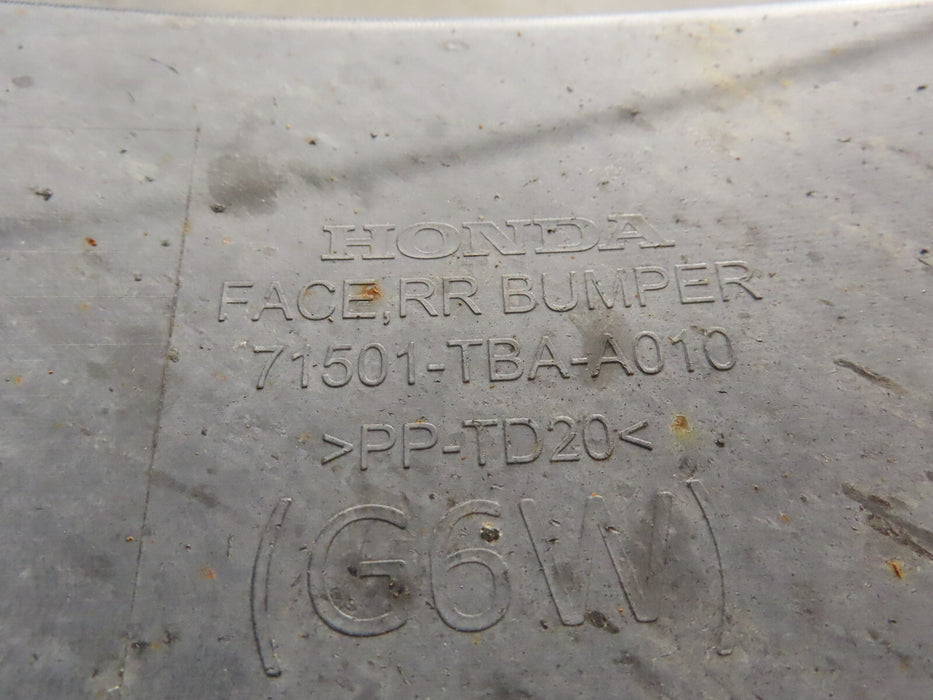 HONDA
FACE,RR BUMPER
71501-TBA-A010
>PP-TD20<
(G6W)